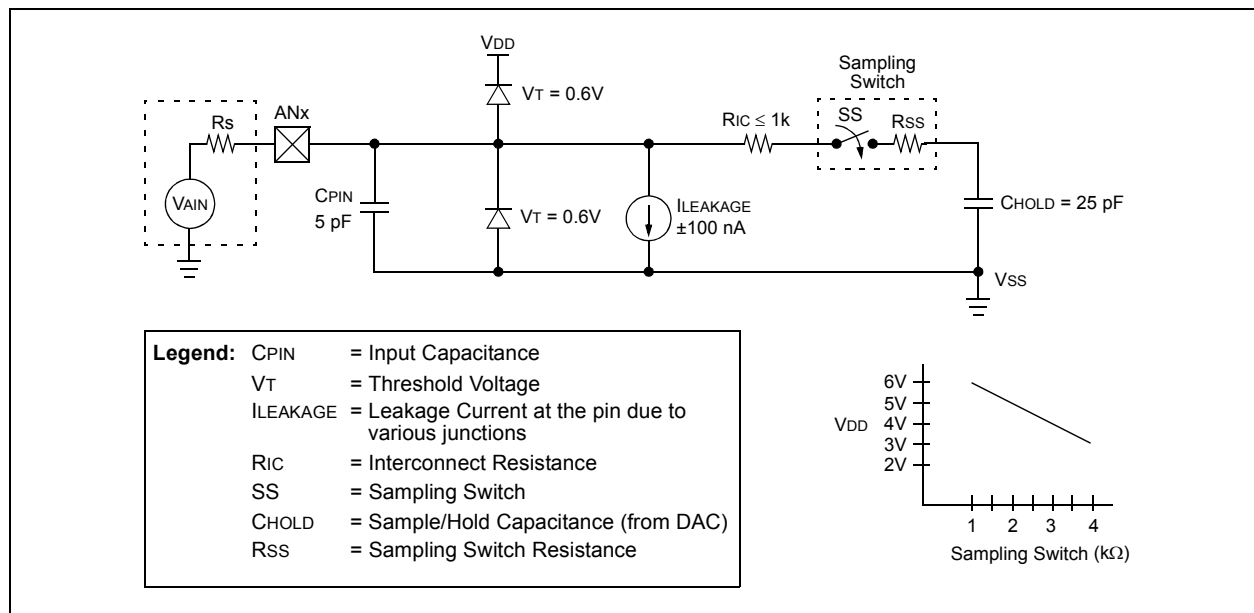 VDD
Sampling
Switch
VT = 0.6V
ANx
Rs
RIC ≤ 1k
SS
RSS
VAIN
CPIN
5 pF
VT = 0.6V
ILEAKAGE
±100 nA
CHOLD = 25 pF
VSS
Legend: CPIN = Input Capacitance
VT = Threshold Voltage
ILEAKAGE = Leakage Current at the pin due to
various junctions
RIC = Interconnect Resistance
SS = Sampling Switch
CHOLD = Sample/Hold Capacitance (from DAC)
RSS = Sampling Switch Resistance
6V
5V
VDD
4V
3V
2V
1 2 3 4
Sampling Switch (kΩ)